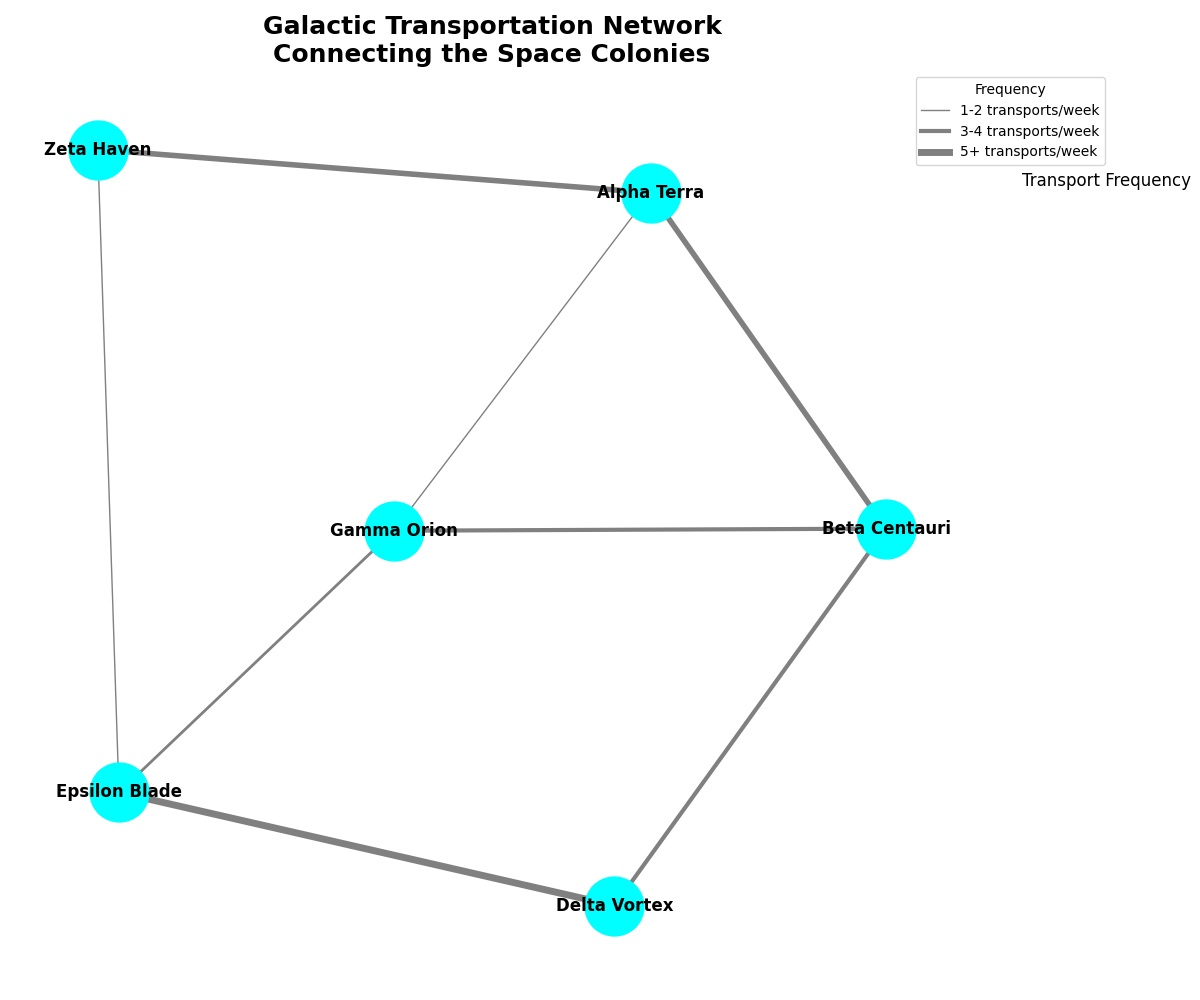 Galactic Transportation Network
Connecting the Space Colonies
Frequency
1-2 transports/week
3-4 transports/week
5+ transports/week
Transport Frequency
Zeta Haven
Alpha Terra
Gamma Orion
Beta Centauri
Epsilon Blade
Delta Vortex